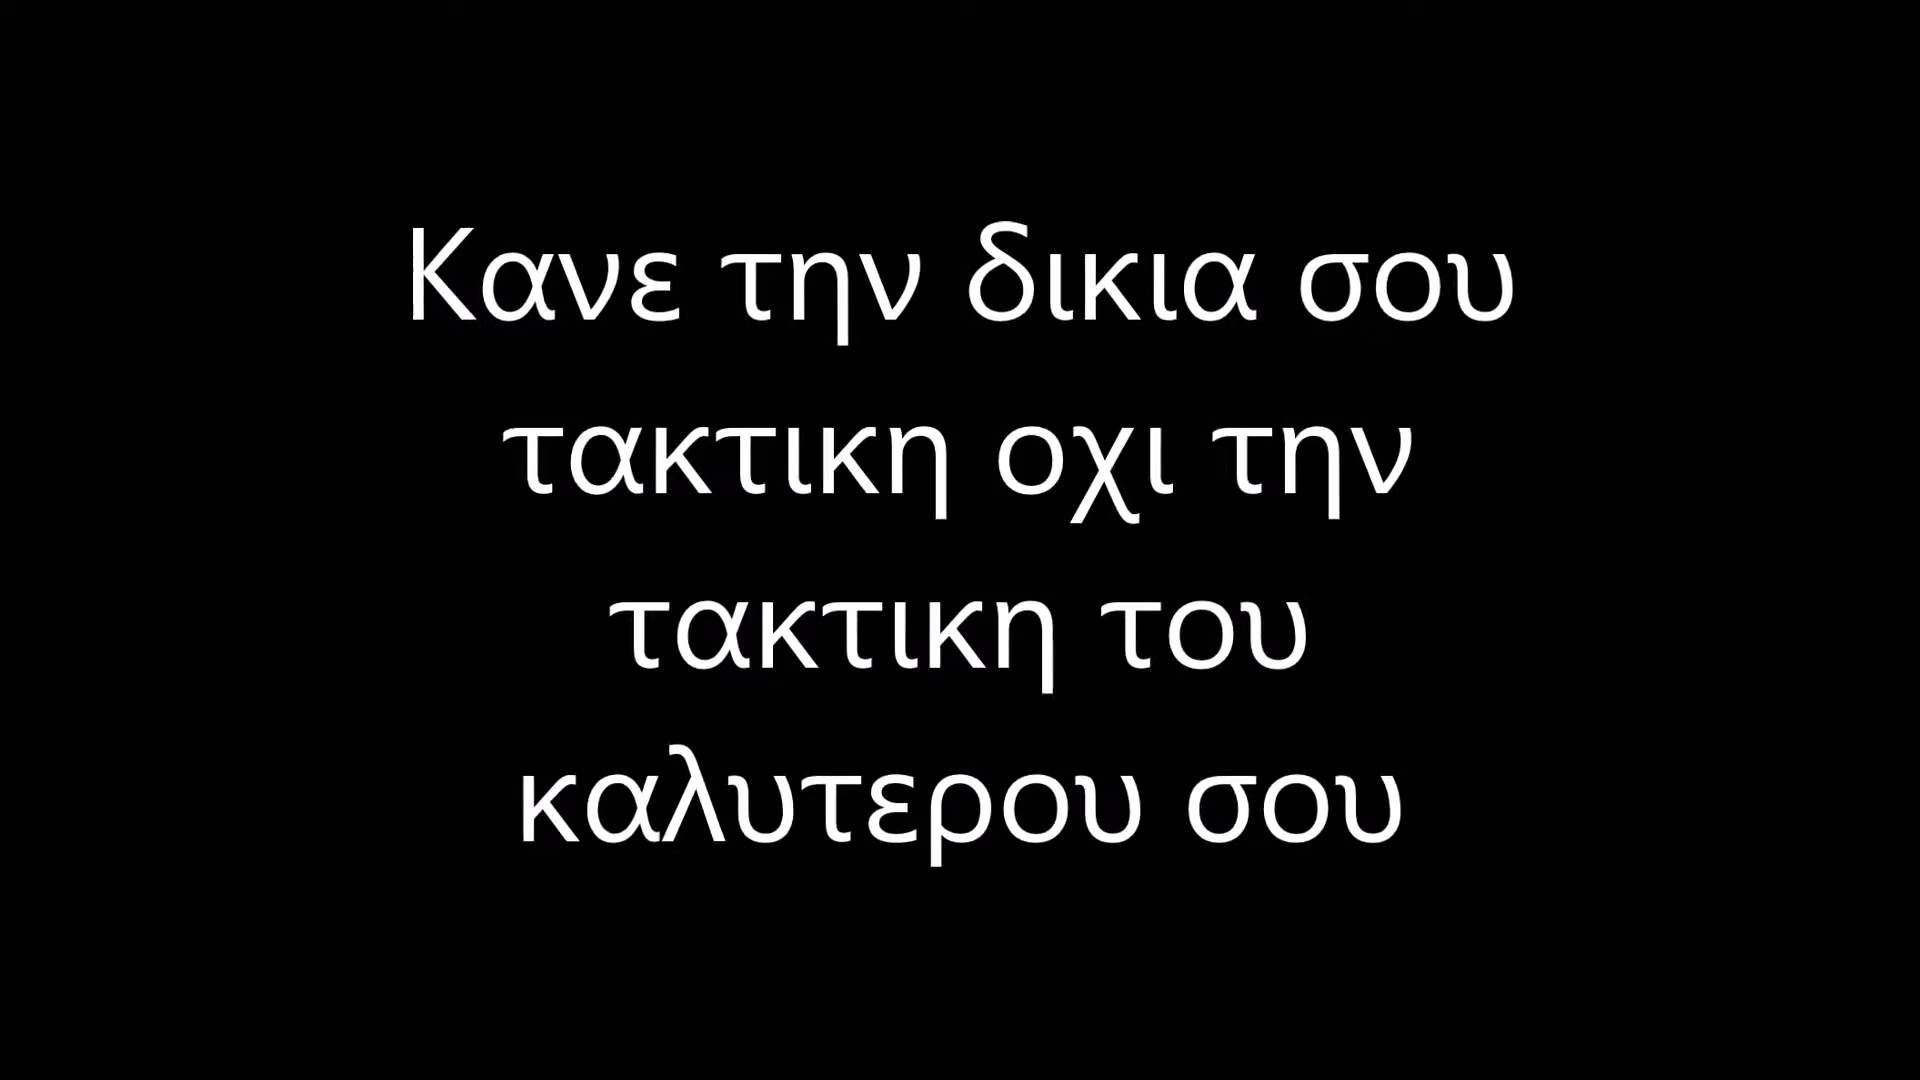 Κανε την δικια σου
τακτικη οχι την
τακτικη του
καλυτερου σου